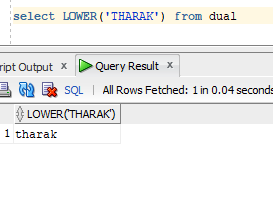 select LOWER('THARAK') from dual
ript Output x Query Result x
SQL | All Rows Fetched: 1 in 0.04 seconds
LOWER('THARAK')
1 tharak